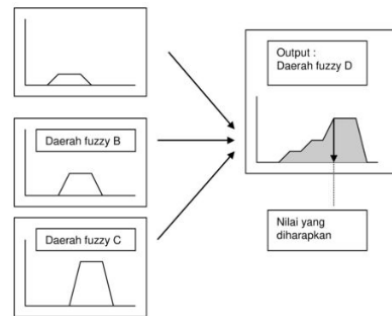 Daerah fuzzy B
Daerah fuzzy C
Output :
Daerah fuzzy D
Nilai yang
diharapkan